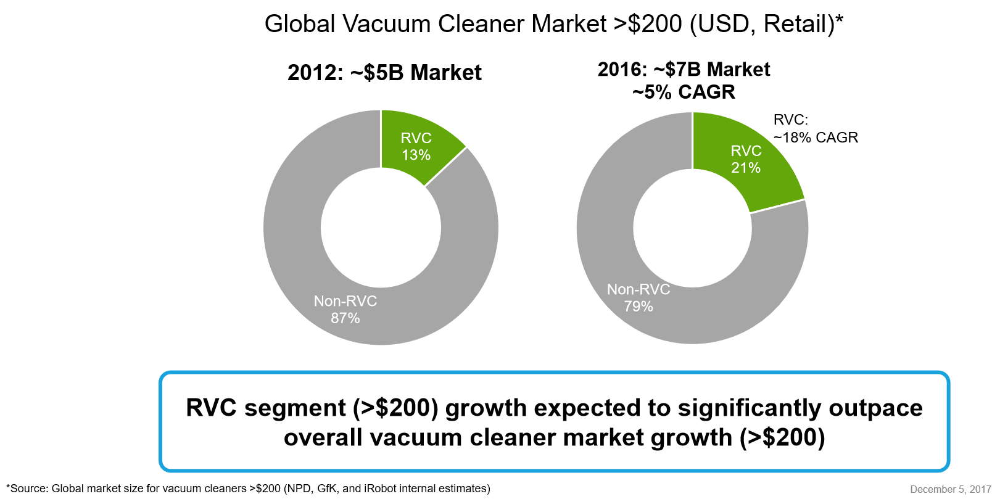 Global Vacuum Cleaner Market >$200 (USD, Retail)*
2012: ~$5B Market
2016: ~$7B Market
~5% CAGR
RVC:
~18% CAGR
RVC
13%
RVC
21%
Non-RVC
87%
Non-RVC
79%
RVC segment (>$200) growth expected to significantly outpace
overall vacuum cleaner market growth (>$200)
*Source: Global market size for vacuum cleaners >$200 (NPD, GfK, and iRobot internal estimates)
December 5, 2017